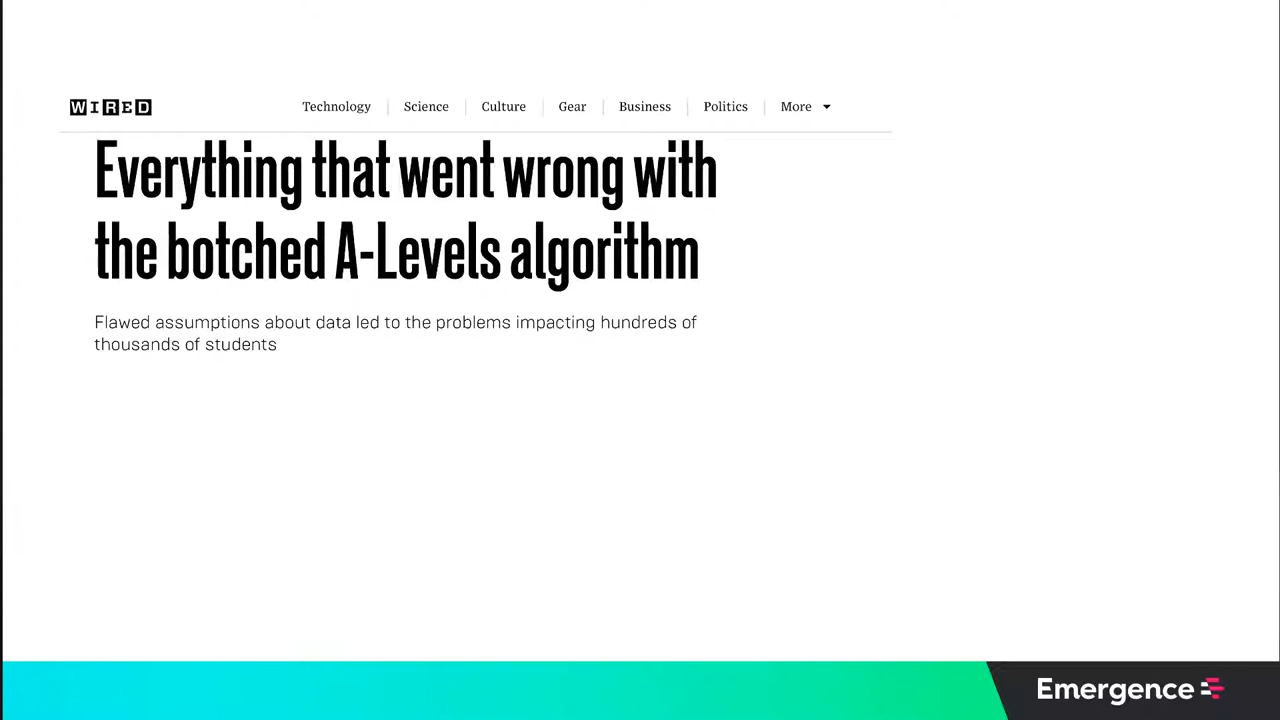 WIRED Technology Science Culture Gear Business Politics More
Everything that went wrong with
the botched A-Levels algorithm
Flawed assumptions about data led to the problems impacting hundreds of
thousands of students
Emergence